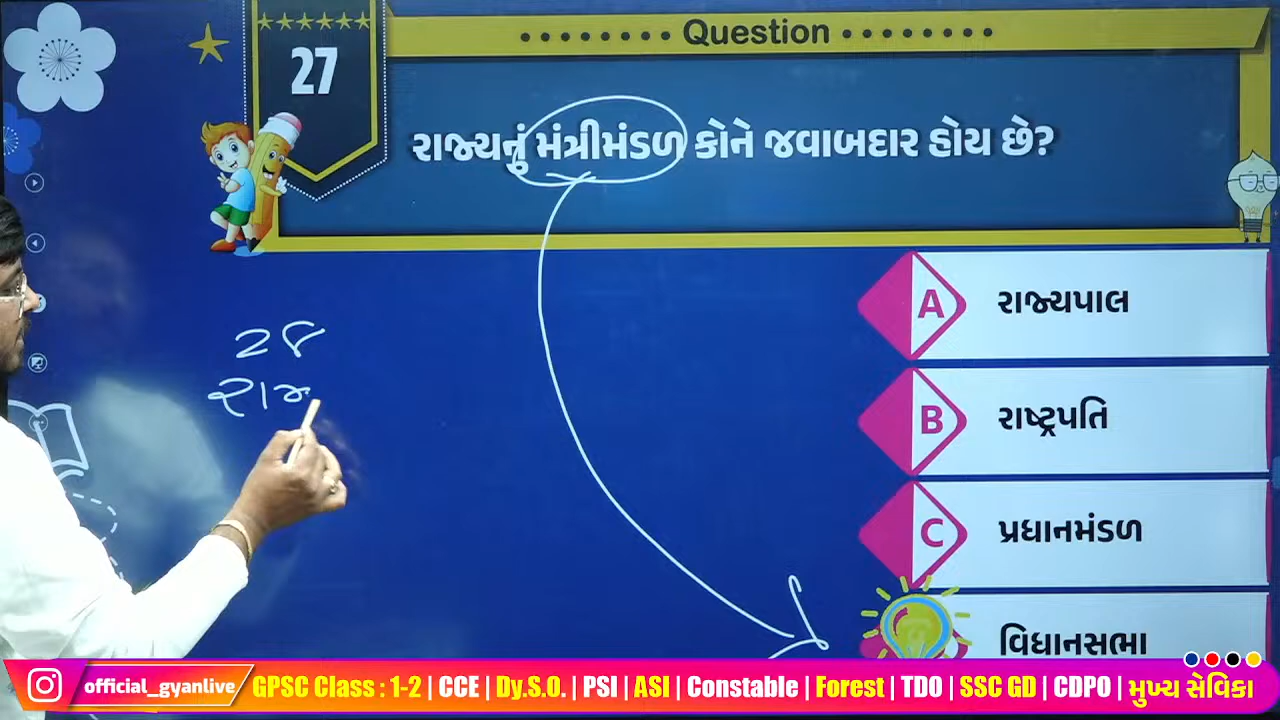 Question
27
રાજ્યનું મંત્રીમંડળ કોને જવાબદાર હોય છે?
A રાજ્યપાલ
B રાષ્ટ્રપતિ
C પ્રધાનમંડળ
વિધાનસભા
૨૮
official_gyanlive GPSC Class : 1-2 | CCE | Dy.S.O. | PSI | ASI | Constable | Forest | TDO | SSC GD | CDPO | મુખ્ય સેવિકા